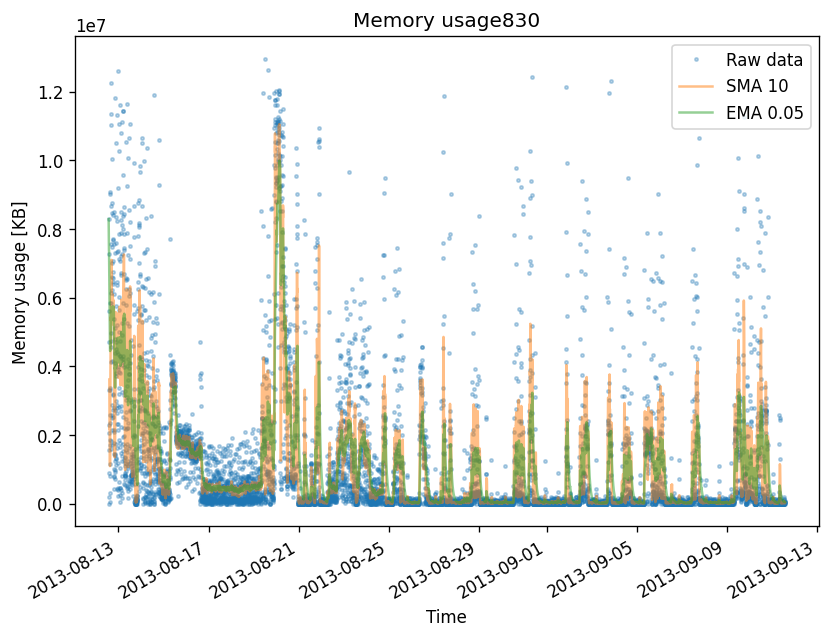 Memory usage830
1e7
Raw data
SMA 10
EMA 0.05
1.2
1.0
0.8
0.6
0.4
0.2
0.0
Memory usage [KB]
2013-08-13
2013-08-17
2013-08-21
2013-08-25
2013-08-29
2013-09-01
2013-09-05
2013-09-09
2013-09-13
Time